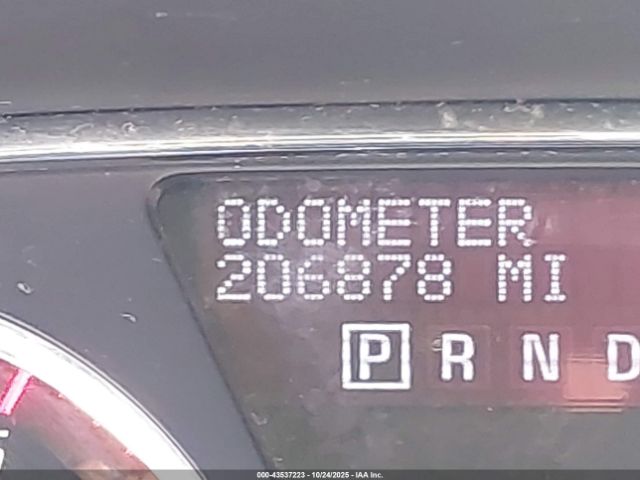 ODOMETER
206878 MI
P R N D
000-43537223 - 10/24/2025 - IAA Inc.